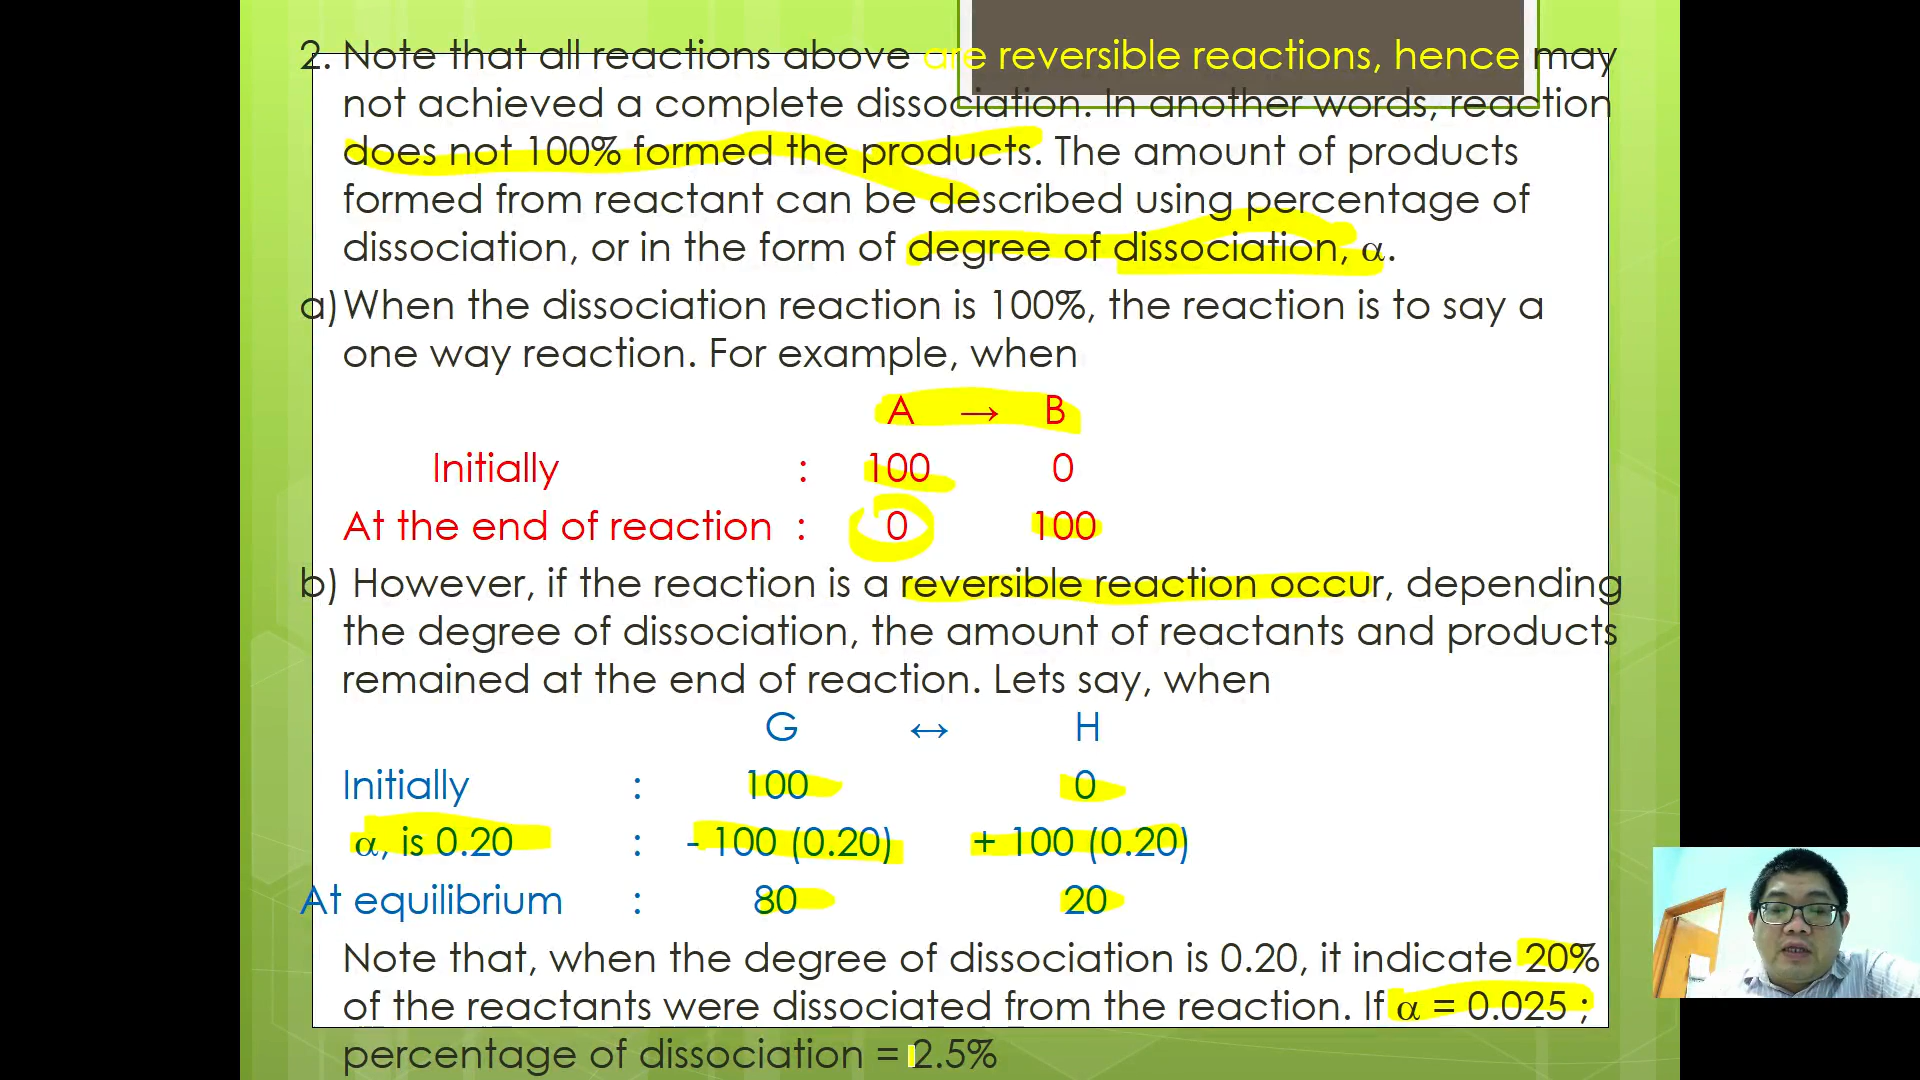 2. Note that all reactions above are reversible reactions, hence may
not achieved a complete dissociation. In another words, reaction
does not 100% formed the products. The amount of products
formed from reactant can be described using percentage of
dissociation, or in the form of degree of dissociation, α.
a)When the dissociation reaction is 100%, the reaction is to say a
one way reaction. For example, when
A → B
Initially : 100 0
At the end of reaction : 0 100
b) However, if the reaction is a reversible reaction occur, depending
the degree of dissociation, the amount of reactants and products
remained at the end of reaction. Lets say, when
G ↔ H
Initially : 100 0
α, is 0.20 : - 100 (0.20) + 100 (0.20)
At equilibrium : 80 20
Note that, when the degree of dissociation is 0.20, it indicate 20%
of the reactants were dissociated from the reaction. If α = 0.025 ;
percentage of dissociation = 2.5%